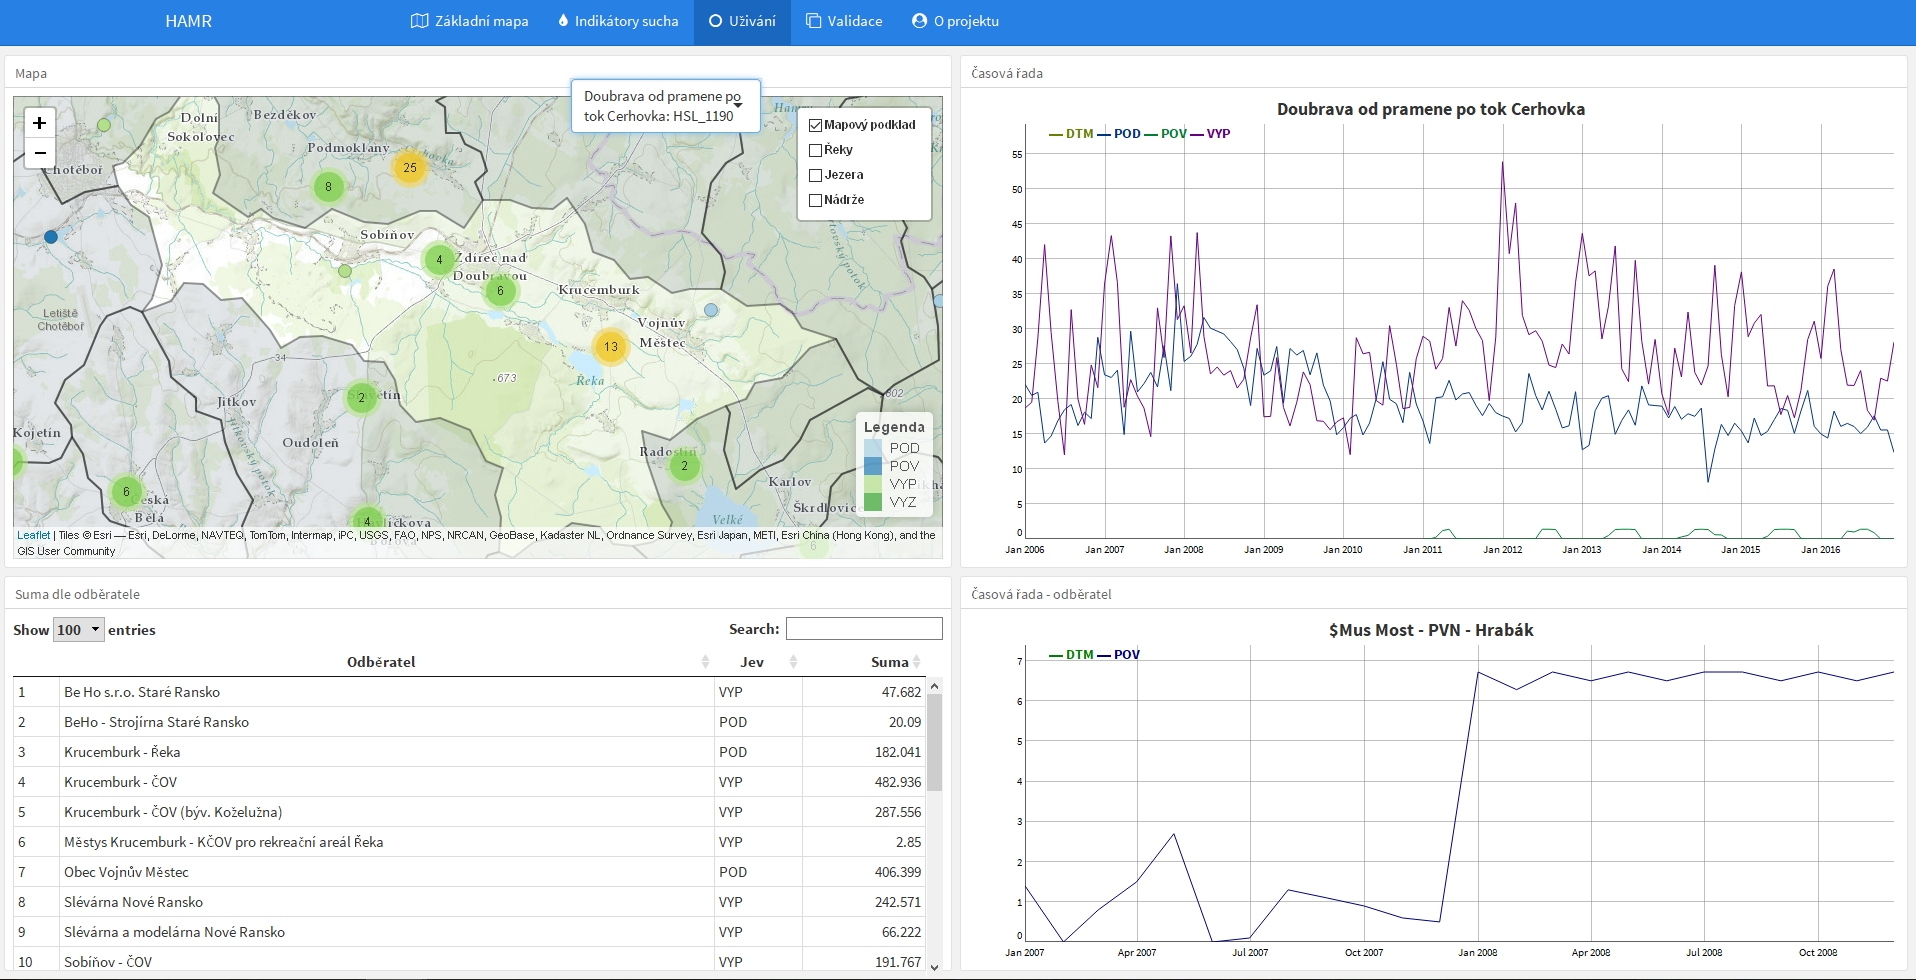 HAMR
Základní mapa
Indikátory sucha
Užívání
Validace
O projektu
Mapa
Doubrava od pramene po
tok Cerhovka: HSL_1190
+
−
Mapový podklad
Řeky
Jezera
Nádrže
Dolní
Sokolovec
Bezděkov
Podmoklany
Cerhovka
Chotěboř
25
8
Sobíňov
4
Ždírec nad
Doubravou
6
Krucemburk
Letiště
Chotěboř
Vojnův
Městec
13
Řeka
34
673
602
2
Jitkov
Kojetín
Oudoleň
Radostín
2
Karlov
Škrdlovice
Velké
6
Česká
Bělá
4
Havlíčkova
Borová
6
Legenda
POD
POV
VYP
VYZ
Leaflet | Tiles © Esri — Esri, DeLorme, NAVTEQ, TomTom, Intermap, iPC, USGS, FAO, NPS, NRCAN, GeoBase, Kadaster NL, Ordnance Survey, Esri Japan, METI, Esri China (Hong Kong), and the
GIS User Community
Časová řada
Doubrava od pramene po tok Cerhovka
DTM POD POV VYP
55
50
45
40
35
30
25
20
15
10
5
0
Jan 2006 Jan 2007 Jan 2008 Jan 2009 Jan 2010 Jan 2011 Jan 2012 Jan 2013 Jan 2014 Jan 2015 Jan 2016
Suma dle odběratele
Show 100 entries
Search:
Odběratel Jev Suma
1 Be Ho s.r.o. Staré Ransko VYP 47.682
2 BeHo - Strojírna Staré Ransko POD 20.09
3 Krucemburk - Řeka POD 182.041
4 Krucemburk - ČOV VYP 482.936
5 Krucemburk - ČOV (býv. Koželužna) VYP 287.556
6 Městys Krucemburk - KČOV pro rekreační areál Řeka VYP 2.85
7 Obec Vojnův Městec POD 406.399
8 Slévárna Nové Ransko VYP 242.571
9 Slévárna a modelárna Nové Ransko VYP 66.222
10 Sobíňov - ČOV VYP 191.767
Časová řada - odběratel
$Mus Most - PVN - Hrabák
DTM POV
7
6
5
4
3
2
1
0
Jan 2007 Apr 2007 Jul 2007 Oct 2007 Jan 2008 Apr 2008 Jul 2008 Oct 2008